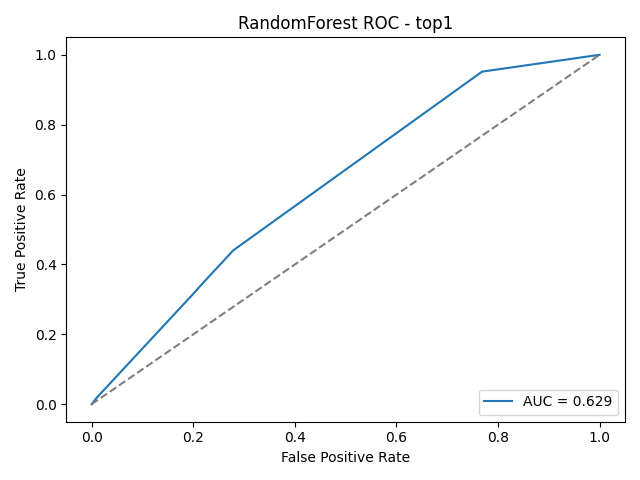 RandomForest ROC - top1
True Positive Rate
1.0
0.8
0.6
0.4
0.2
0.0
0.0 0.2 0.4 0.6 0.8 1.0
False Positive Rate
AUC = 0.629